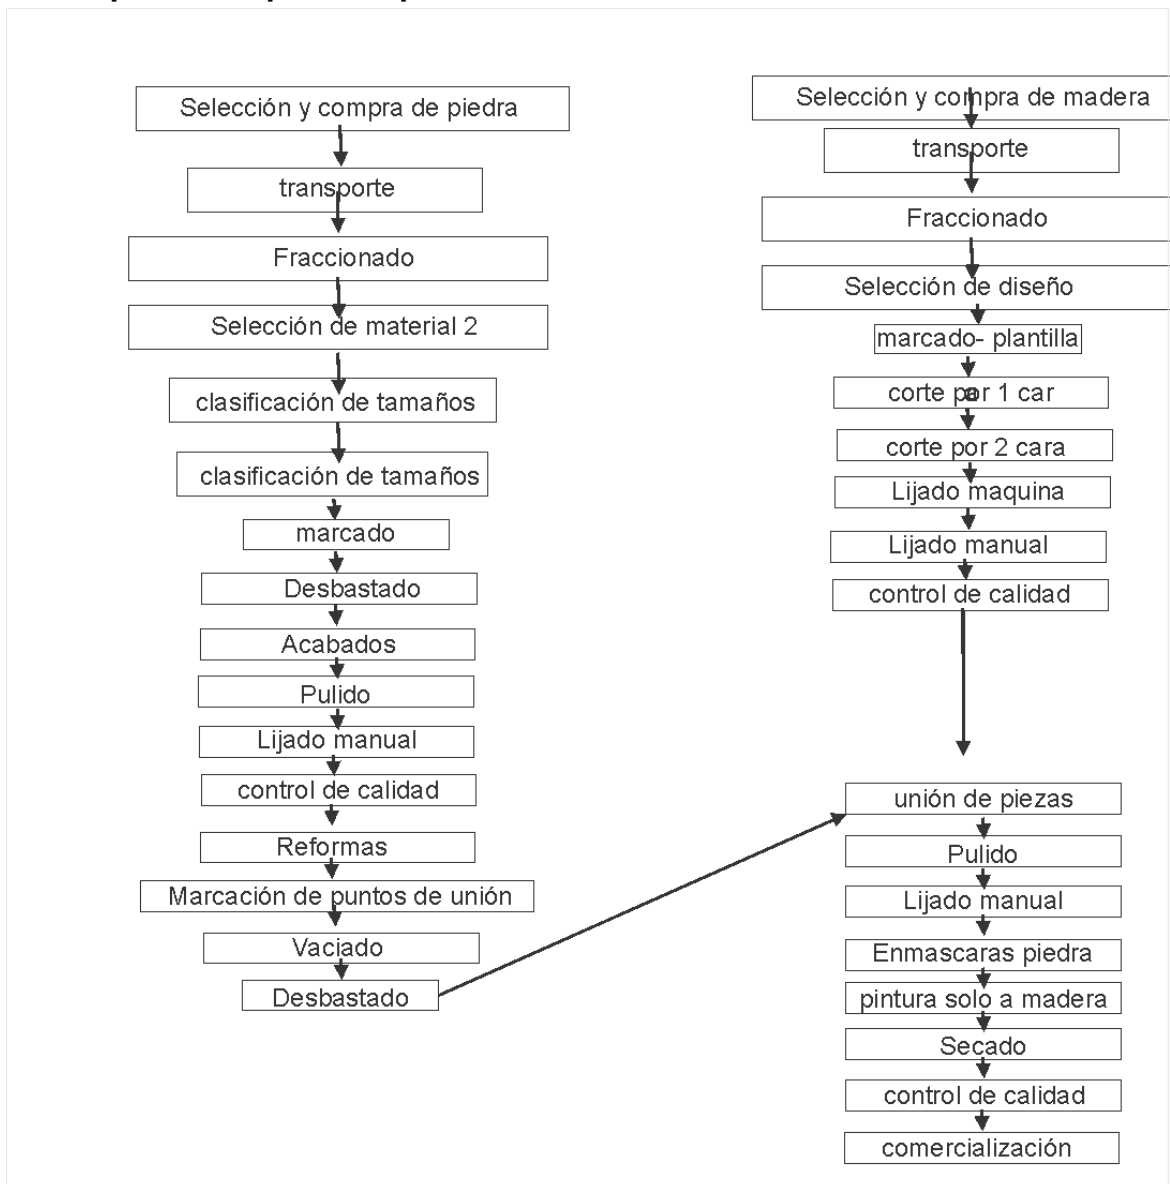 Selección y compra de piedra
transporte
Fraccionado
Selección de material 2
clasificación de tamaños
clasificación de tamaños
marcado
Desbastado
Acabados
Pulido
Lijado manual
control de calidad
Reformas
Marcación de puntos de unión
Vaciado
Desbastado
Selección y compra de madera
transporte
Fraccionado
Selección de diseño
marcado- plantilla
corte por 1 car
a
corte por 2 cara
Lijado maquina
Lijado manual
control de calidad
unión de piezas
Pulido
Lijado manual
Enmascaras piedra
pintura solo a madera
Secado
control de calidad
comercialización